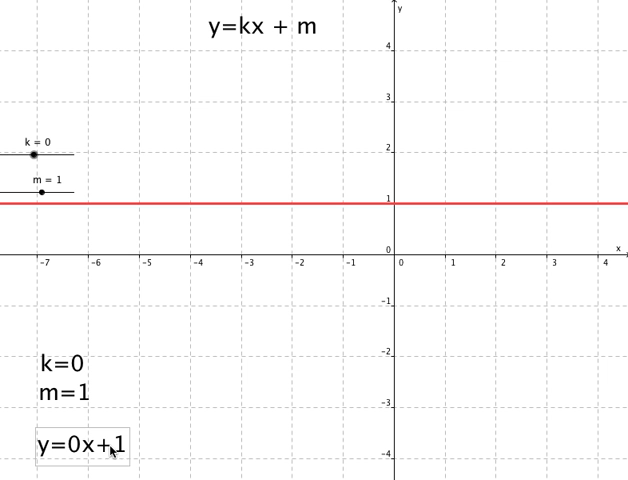 y=kx + m
y
4
3
k = 0
2
m = 1
1
0
x
-7 -6 -5 -4 -3 -2 -1 0 1 2 3 4
-1
-2
k=0
m=1
-3
y=0x+1
-4